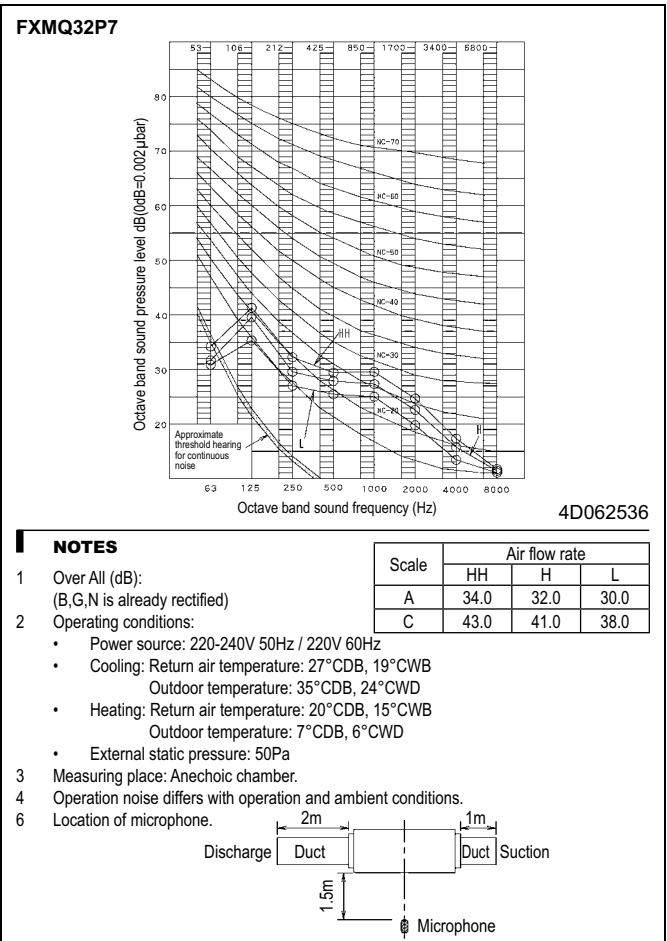 FXMQ32P7
53 106 212 425 850 1700 3400 6800
80
70
60
50
40
30
20
Octave band sound pressure level dB(0dB=0.002µbar)
NC-70
NC-60
NC-50
NC-40
NC-30
NC-20
HH
H
L
Approximate
threshold hearing
for continuous
noise
63 125 250 500 1000 2000 4000 8000
Octave band sound frequency (Hz)
4D062536
NOTES
1 Over All (dB):
(B,G,N is already rectified)
Scale Air flow rate
HH H L
A 34.0 32.0 30.0
C 43.0 41.0 38.0
2 Operating conditions:
• Power source: 220-240V 50Hz / 220V 60Hz
• Cooling: Return air temperature: 27°CDB, 19°CWB
Outdoor temperature: 35°CDB, 24°CWD
• Heating: Return air temperature: 20°CDB, 15°CWB
Outdoor temperature: 7°CDB, 6°CWD
• External static pressure: 50Pa
3 Measuring place: Anechoic chamber.
4 Operation noise differs with operation and ambient conditions.
6 Location of microphone.
2m 1m
Discharge Duct Duct Suction
1.5m
Microphone